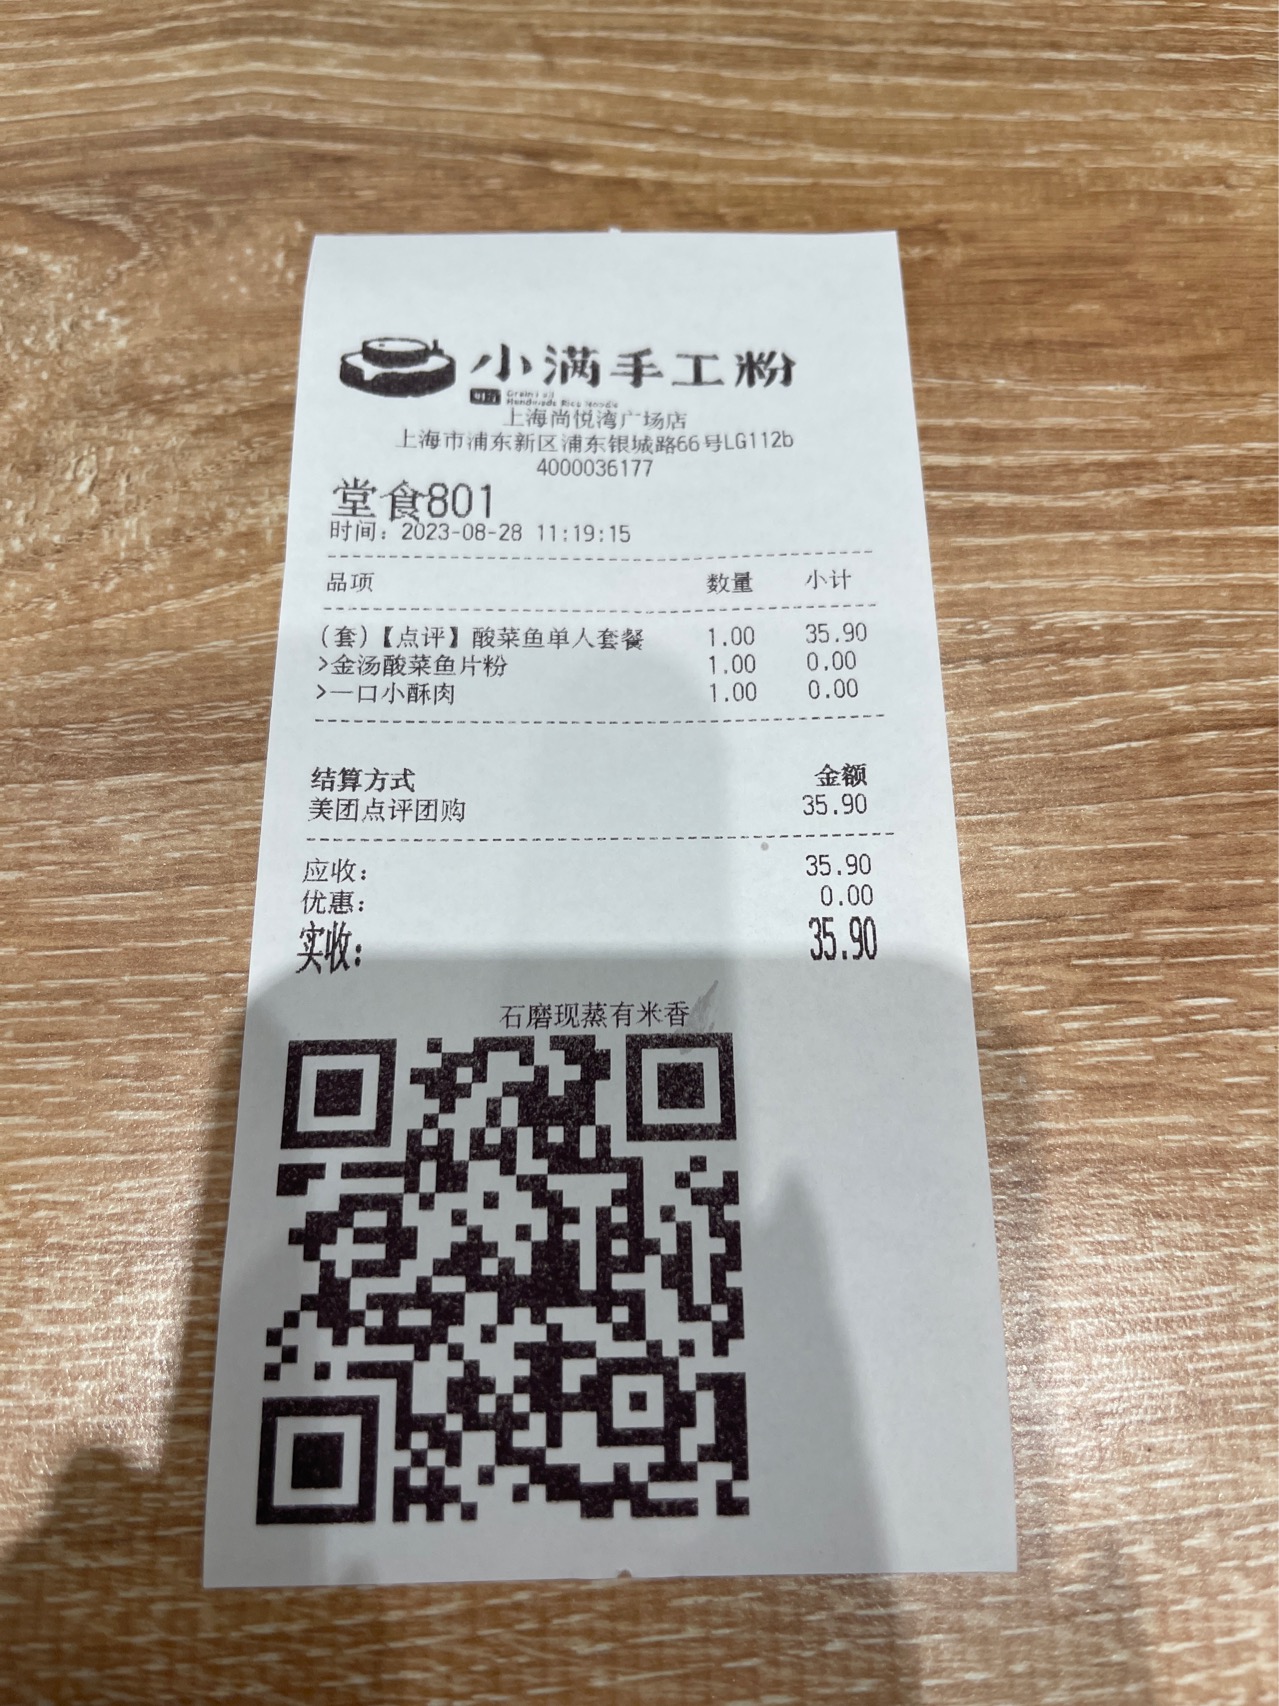 小满手工粉
Handmade Rice Noodle
上海尚悦湾广场店
上海市浦东新区浦东银城路66号LG112b
4000036177
堂食801
时间：2023-08-28 11:19:15
品项 数量 小计
(套)【点评】酸菜鱼单人套餐 1.00 35.90
>金汤酸菜鱼片粉 1.00 0.00
>一口小酥肉 1.00 0.00
结算方式 金额
美团点评团购 35.90
应收： 35.90
优惠： 0.00
实收： 35.90
石磨现蒸有米香